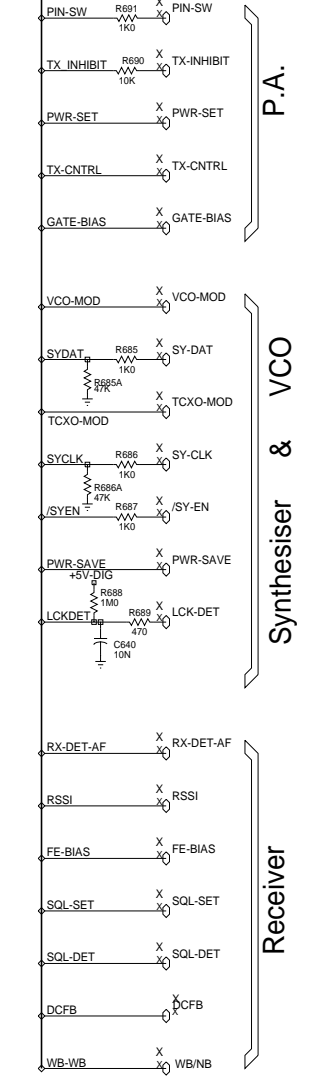 PIN-SW R691 1K0 X X PIN-SW
TX_INHIBIT R690 10K X X TX-INHIBIT
PWR-SET X X PWR-SET
TX-CNTRL X X TX-CNTRL
GATE-BIAS X X GATE-BIAS
P.A.
VCO-MOD X X VCO-MOD
SYDAT R685 1K0 X X SY-DAT
R685A 47K
TCXO-MOD X X TCXO-MOD
SYCLK R686 1K0 X X SY-CLK
R686A 47K
/SYEN R687 1K0 X X /SY-EN
PWR-SAVE X X PWR-SAVE
+5V-DIG
R688 1M0
LCKDET R689 470 X X LCK-DET
C640 10N
Synthesiser & VCO
RX-DET-AF X X RX-DET-AF
RSSI X X RSSI
FE-BIAS X X FE-BIAS
SQL-SET X X SQL-SET
SQL-DET X X SQL-DET
DCFB X X DCFB
WB-WB X X WB/NB
Receiver